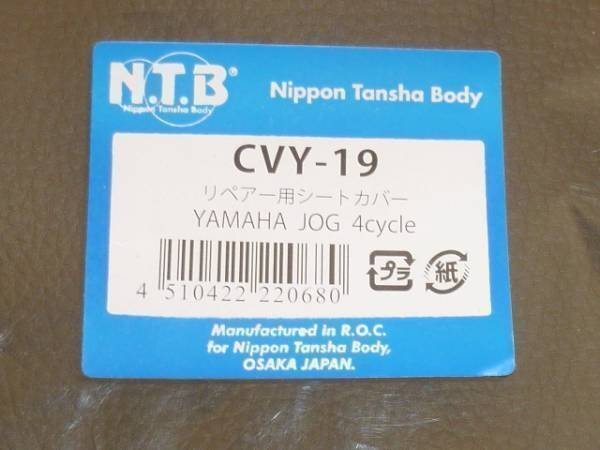 N.T.B®
Nippon Tansha Body
Nippon Tansha Body
CVY-19
リペアー用シートカバー
YAMAHA JOG 4cycle
4 510422 220680
プラ
紙
Manufactured in R.O.C.
for Nippon Tansha Body,
OSAKA JAPAN.